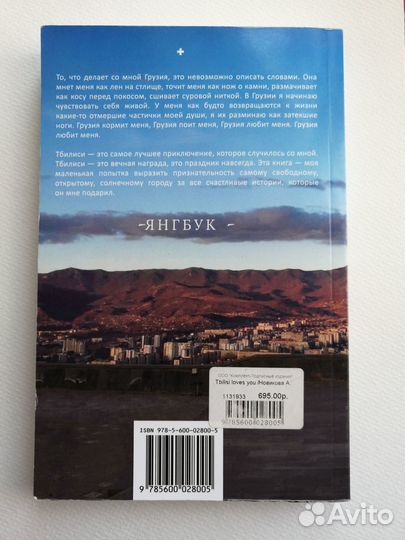 То, что делает со мной Грузия, это невозможно описать словами. Она
мнет меня как лен на стлище, точит меня как нож о камни, размачивает
как косу перед покосом, сшивает суровой ниткой. В Грузии я начинаю
чувствовать себя живой. У меня как будто возвращаются к жизни
какие-то отмершие частички моей души, я их разминаю как затекшие
ноги. Грузия кормит меня, Грузия поит меня, Грузия любит меня. Грузия
любит меня.
Тбилиси — это самое лучшее приключение, которое случилось со мной.
Тбилиси — это вечная награда, это праздник навсегда. Эта книга — моя
маленькая попытка выразить признательность самому свободному,
открытому, солнечному городу за все счастливые истории, которые
он мне подарил.
-ЯНГБУК-
ООО "Комплект-Подписные издания"
Tbilisi loves you /Новикова А.
1131933 695.00р.
9785600028005
ISBN 978-5-600-02800-5
9 785600 028005
Avito